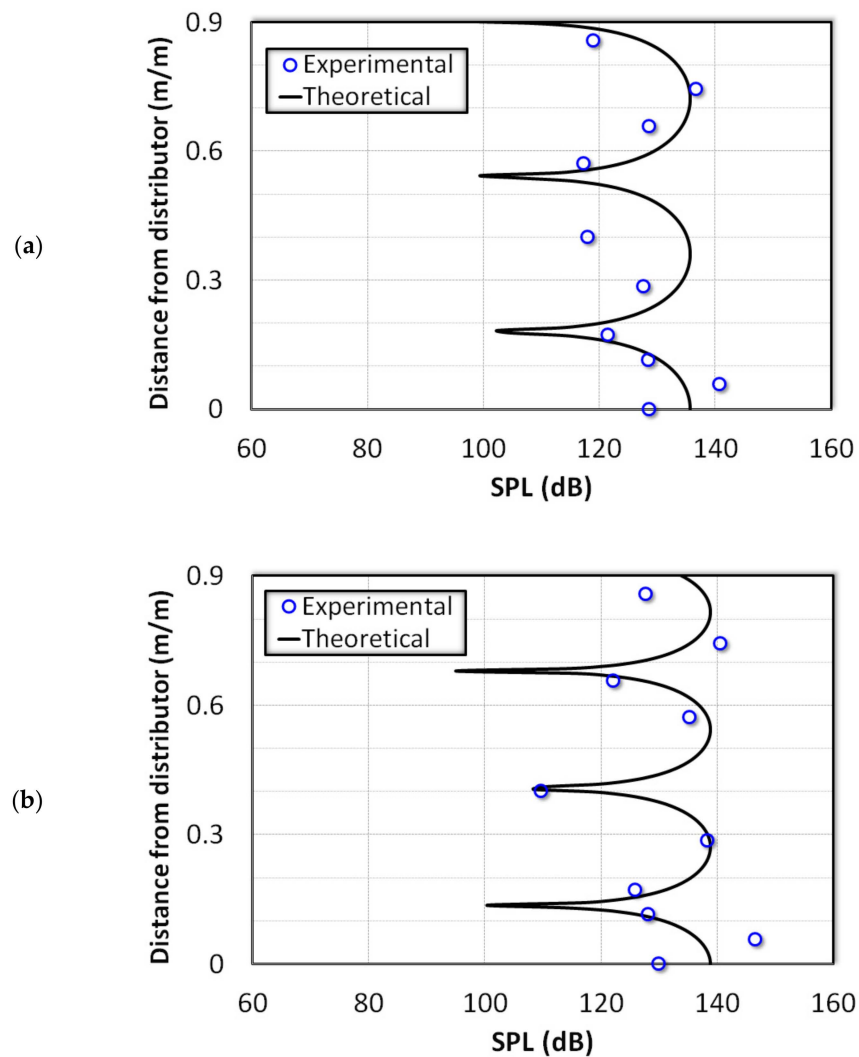 (a)
Distance from distributor (m/m)
0.9
0.6
0.3
0
Experimental
Theoretical
60 80 100 120 140 160
SPL (dB)
(b)
Distance from distributor (m/m)
0.9
0.6
0.3
0
Experimental
Theoretical
60 80 100 120 140 160
SPL (dB)